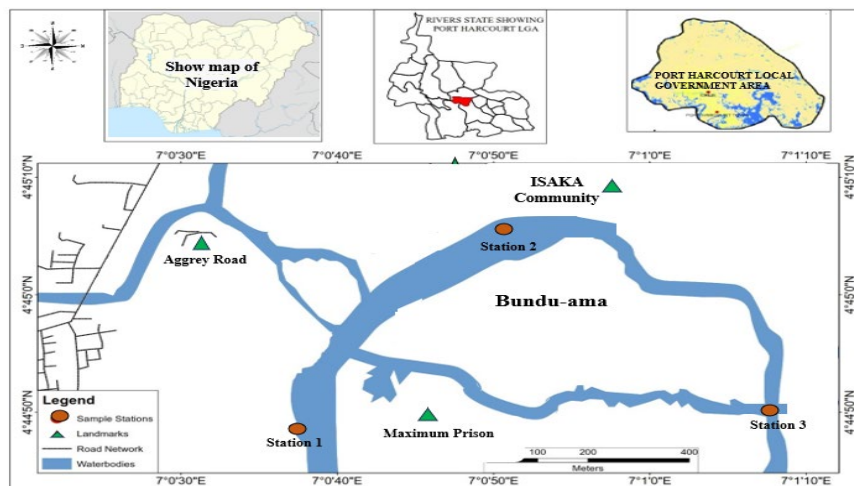 Show map of
Nigeria
RIVERS STATE SHOWING
PORT HARCOURT LGA
PORT HARCOURT LOCAL
GOVERNMENT AREA
7°0'30"E
7°0'40"E
7°0'50"E
7°1'0"E
7°1'10"E
4°45'10"N
4°45'10"N
ISAKA
Community
Station 2
Aggrey Road
4°45'0"N
4°45'0"N
Bundu-ama
Legend
Sample Stations
Landmarks
Road Network
Waterbodies
4°44'50"N
4°44'50"N
Station 1
Maximum Prison
Station 3
100
200
400
Meters
7°0'30"E
7°0'40"E
7°0'50"E
7°1'0"E
7°1'10"E